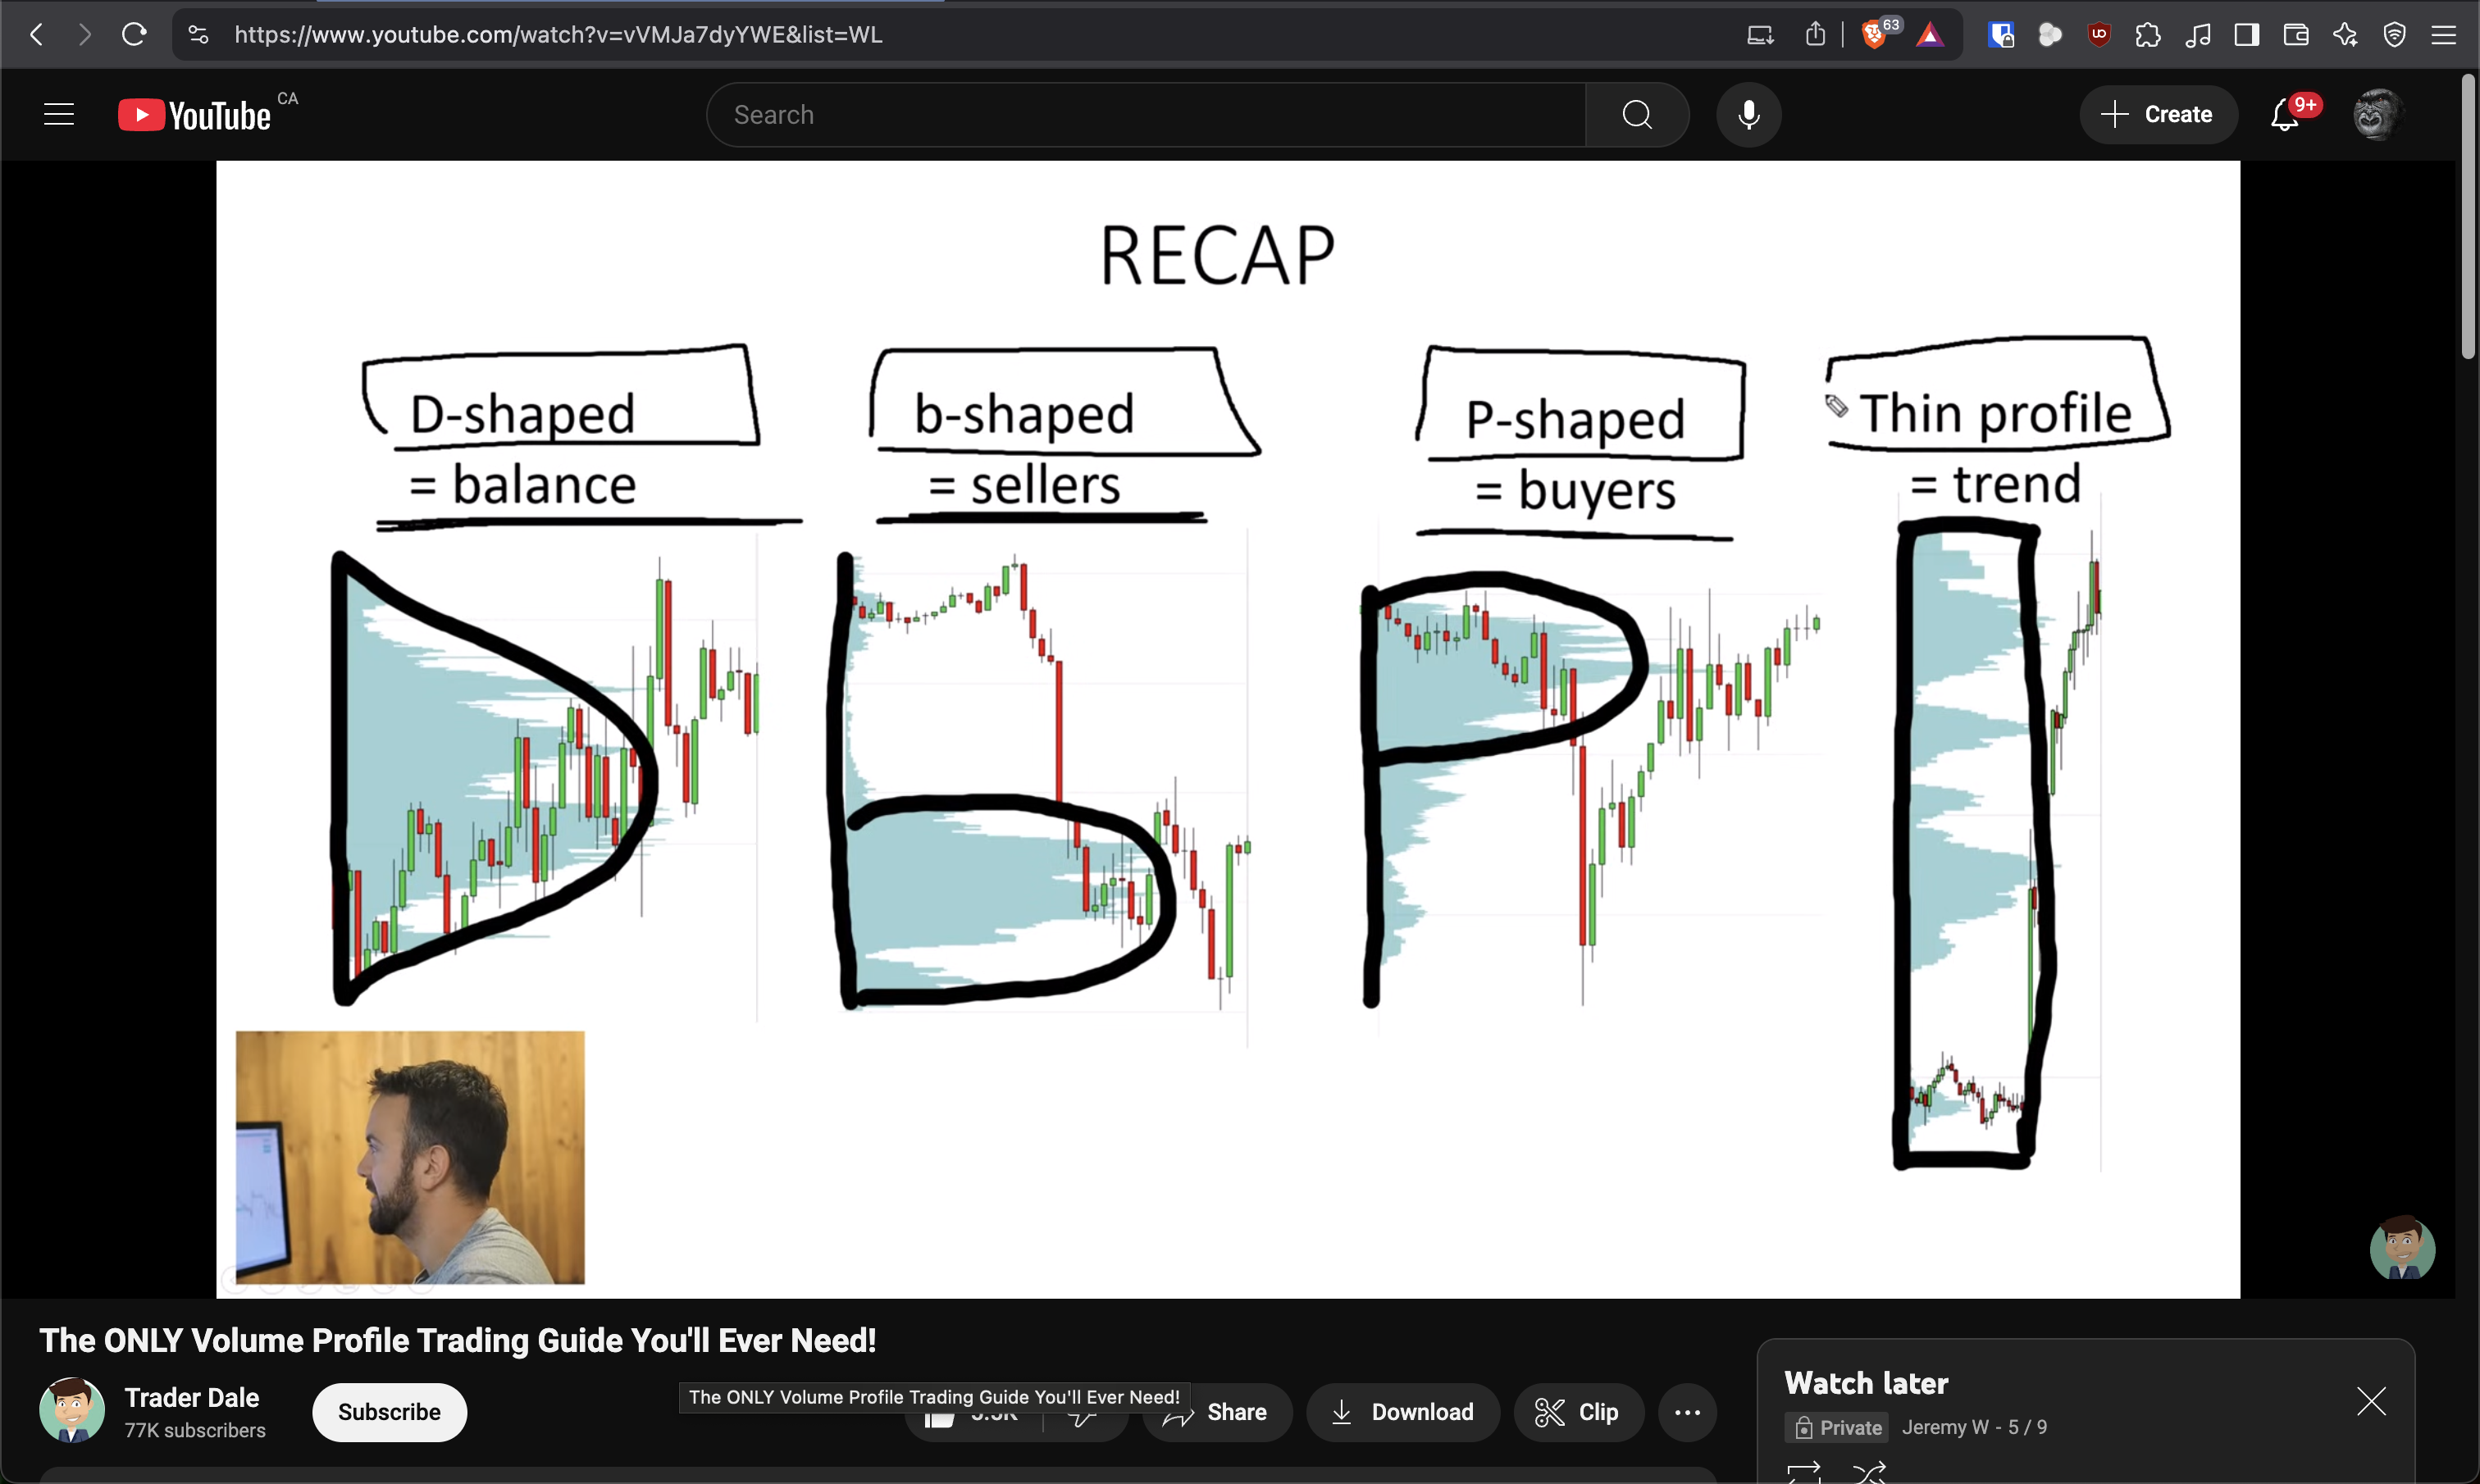 https://www.youtube.com/watch?v=vVMJa7dyYWE&list=WL
63
YouTube CA
Search
Create
9+
RECAP
D-shaped
= balance
b-shaped
= sellers
P-shaped
= buyers
Thin profile
= trend
The ONLY Volume Profile Trading Guide You'll Ever Need!
Trader Dale
77K subscribers
Subscribe
The ONLY Volume Profile Trading Guide You'll Ever Need!
Share
Download
Clip
Watch later
Private
Jeremy W - 5 / 9